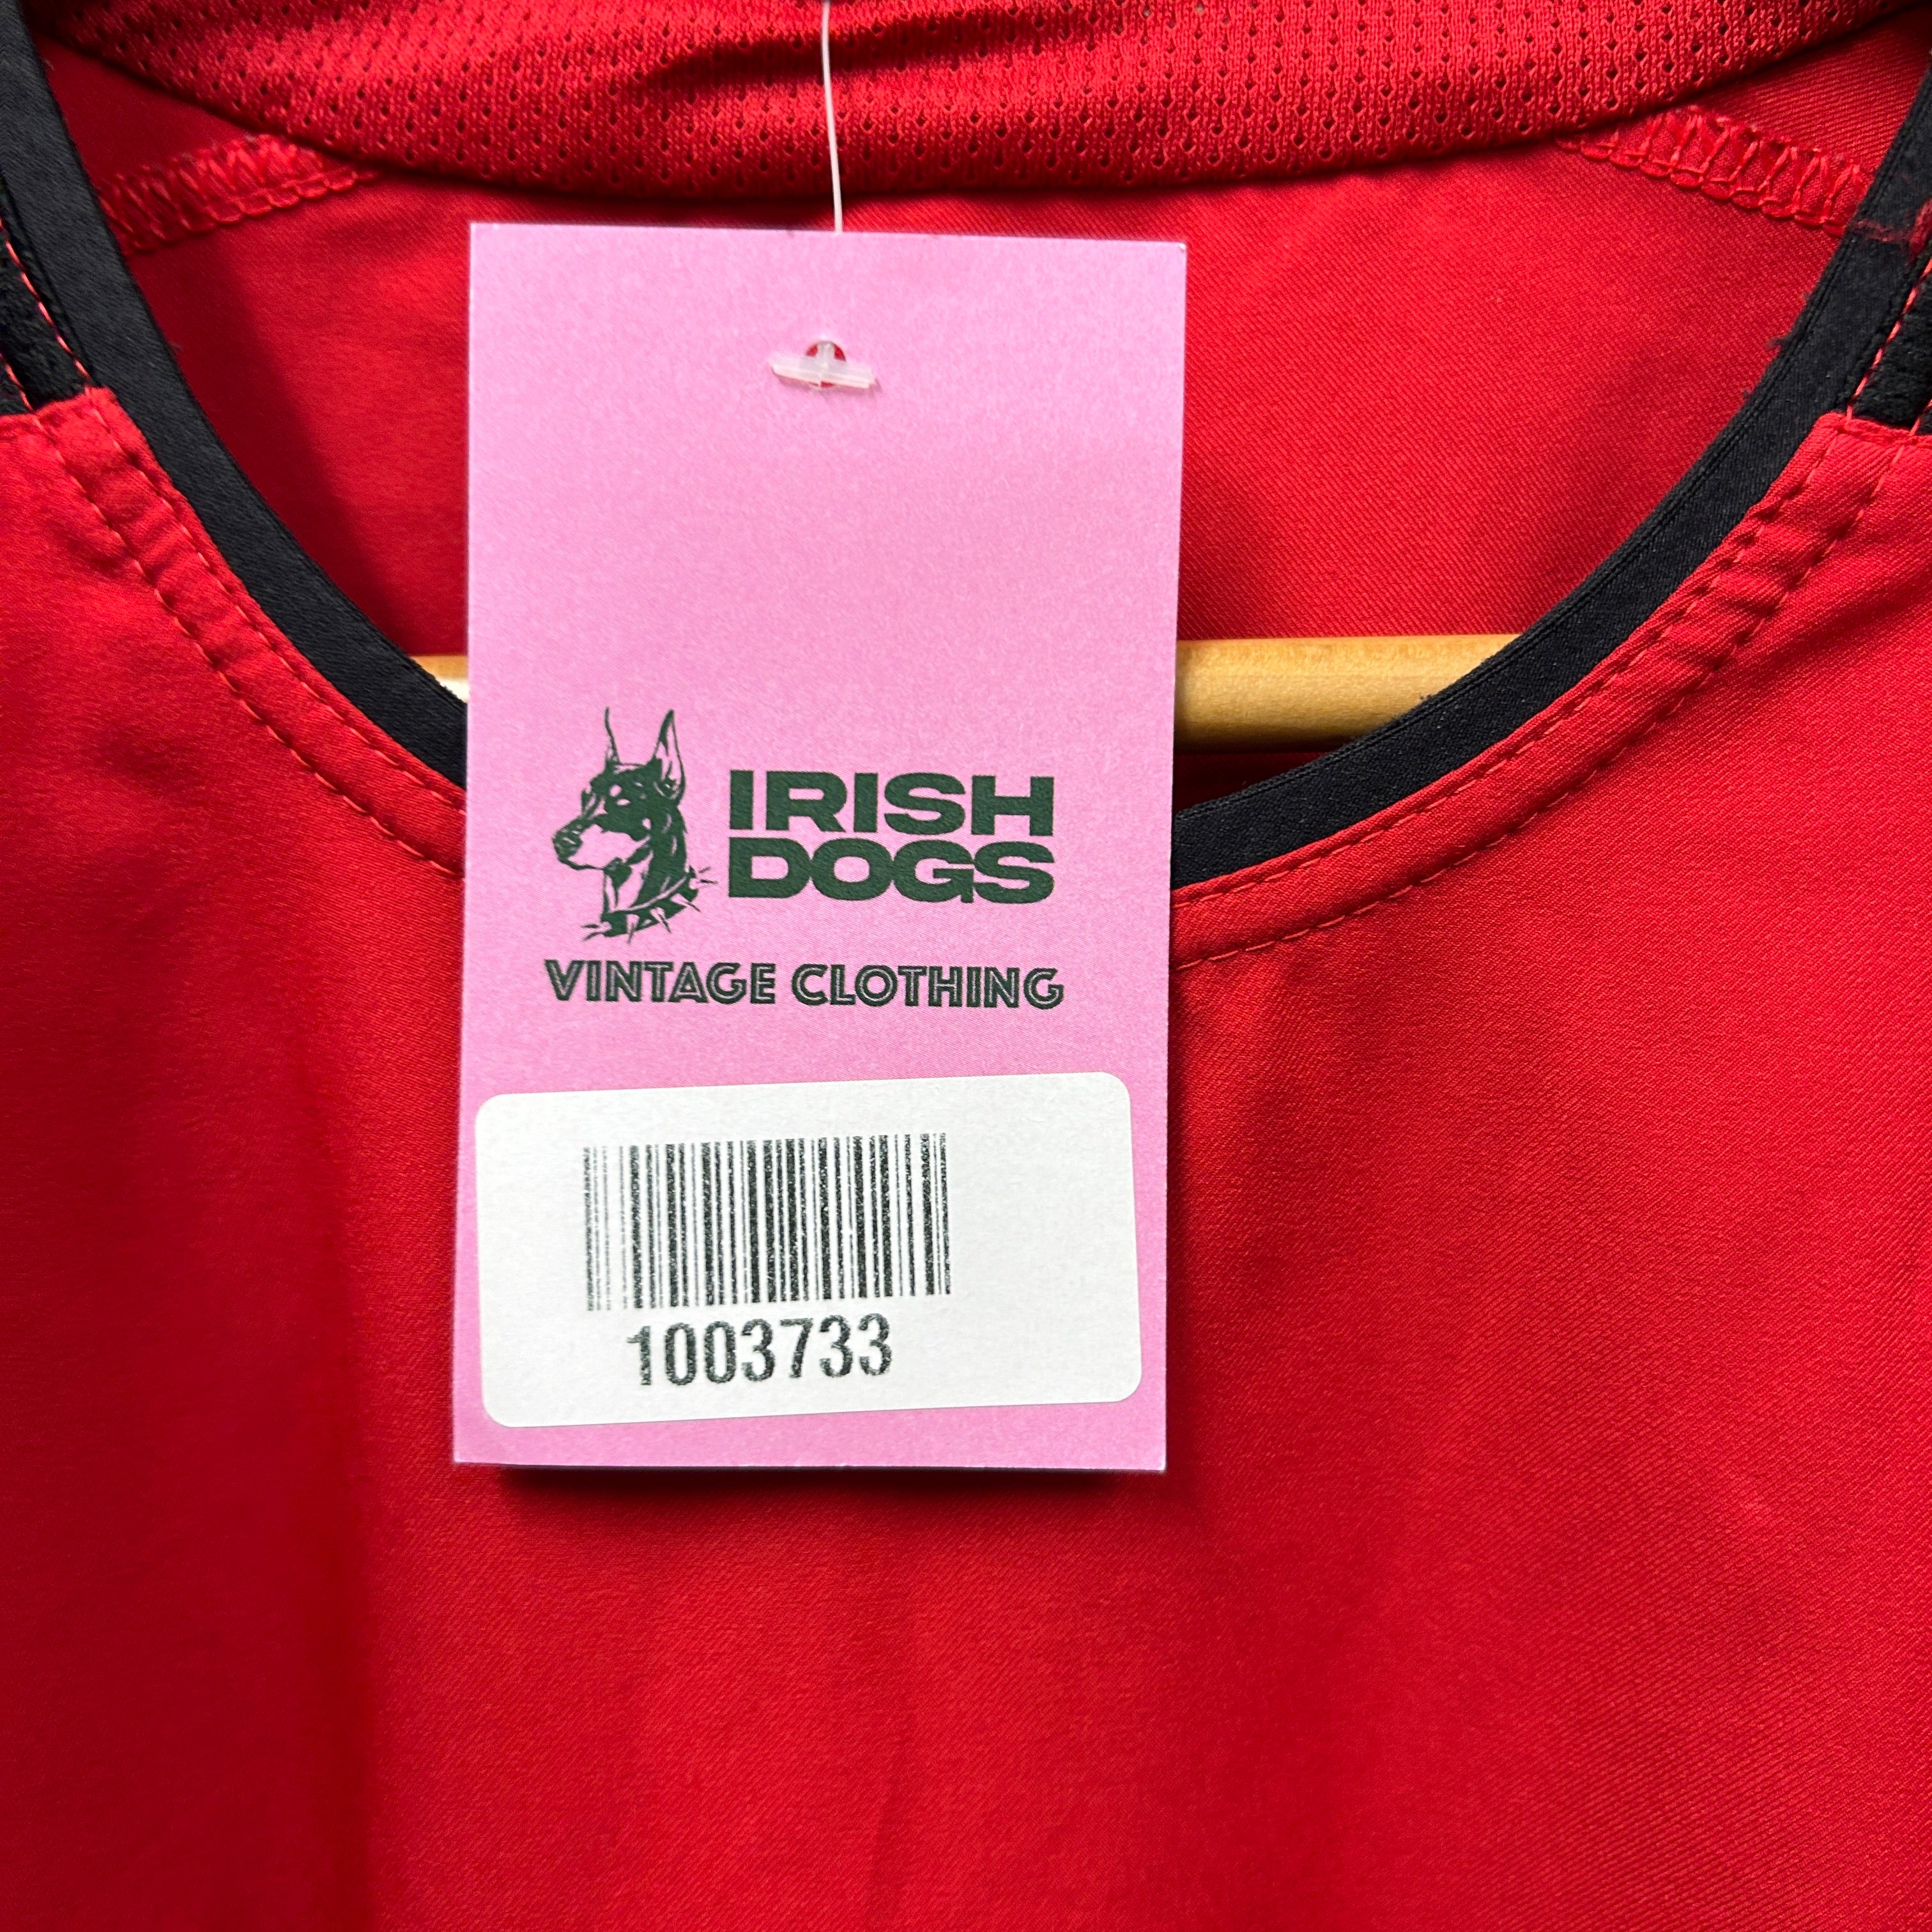 IRISH
DOGS
VINTAGE CLOTHING
1003733